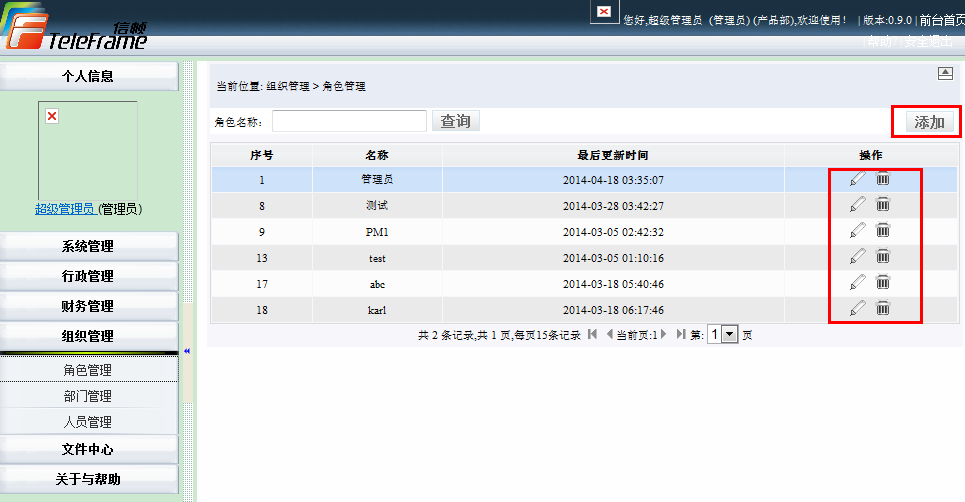 信帧
TeleFrame
您好,超级管理员 (管理员) (产品部),欢迎使用！ | 版本:0.9.0 | 前台首页
| 帮助 | 安全退出
个人信息
超级管理员 (管理员)
系统管理
行政管理
财务管理
组织管理
角色管理
部门管理
人员管理
文件中心
关于与帮助
当前位置: 组织管理 > 角色管理
角色名称: 查询 添加
序号 名称 最后更新时间 操作
1 管理员 2014-04-18 03:35:07
8 测试 2014-03-28 03:42:27
9 PM1 2014-03-05 02:42:32
13 test 2014-03-05 01:10:16
17 abc 2014-03-18 05:40:46
18 karl 2014-03-18 06:17:46
共 2 条记录,共 1 页,每页15条记录 当前页:1 第: 1 页